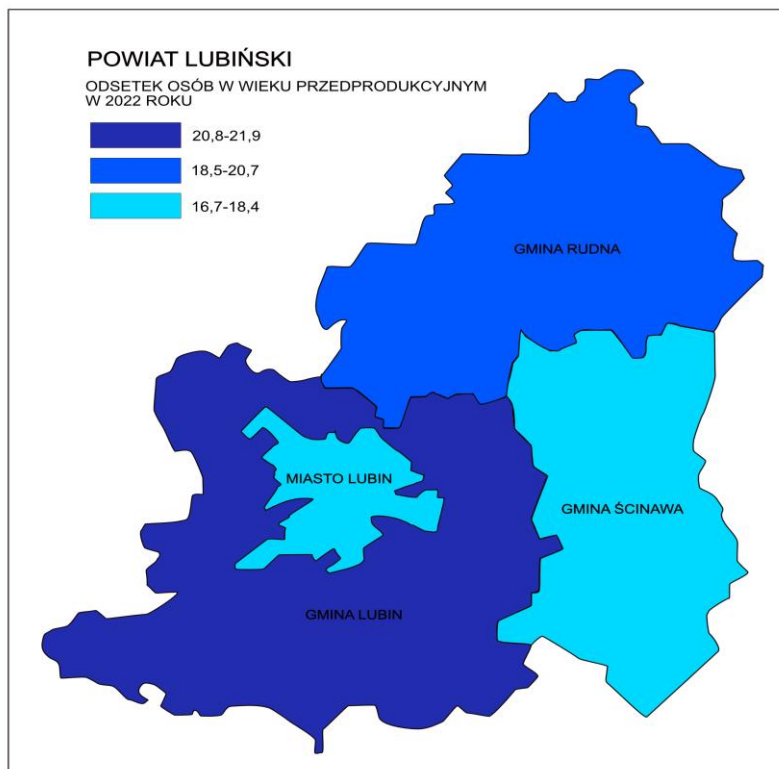 POWIAT LUBIŃSKI
ODSETEK OSÓB W WIEKU PRZEDPRODUKCYJNYM
W 2022 ROKU
20,8-21,9
18,5-20,7
16,7-18,4
GMINA RUDNA
MIASTO LUBIN
GMINA ŚCINAWA
GMINA LUBIN